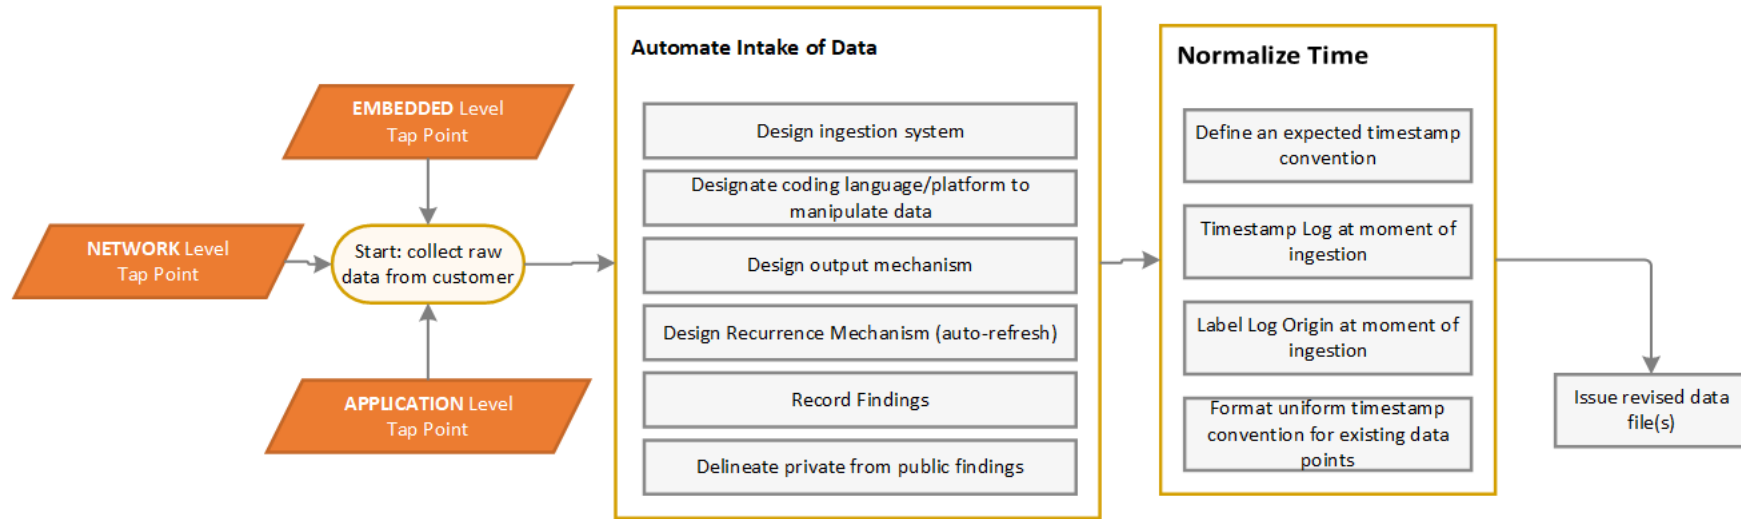 EMBEDDED Level
Tap Point
NETWORK Level
Tap Point
APPLICATION Level
Tap Point
Start: collect raw
data from customer
Automate Intake of Data
Design ingestion system
Designate coding language/platform to
manipulate data
Design output mechanism
Design Recurrence Mechanism (auto-refresh)
Record Findings
Delineate private from public findings
Normalize Time
Define an expected timestamp
convention
Timestamp Log at moment of
ingestion
Label Log Origin at moment of
ingestion
Format uniform timestamp
convention for existing data
points
Issue revised data
file(s)